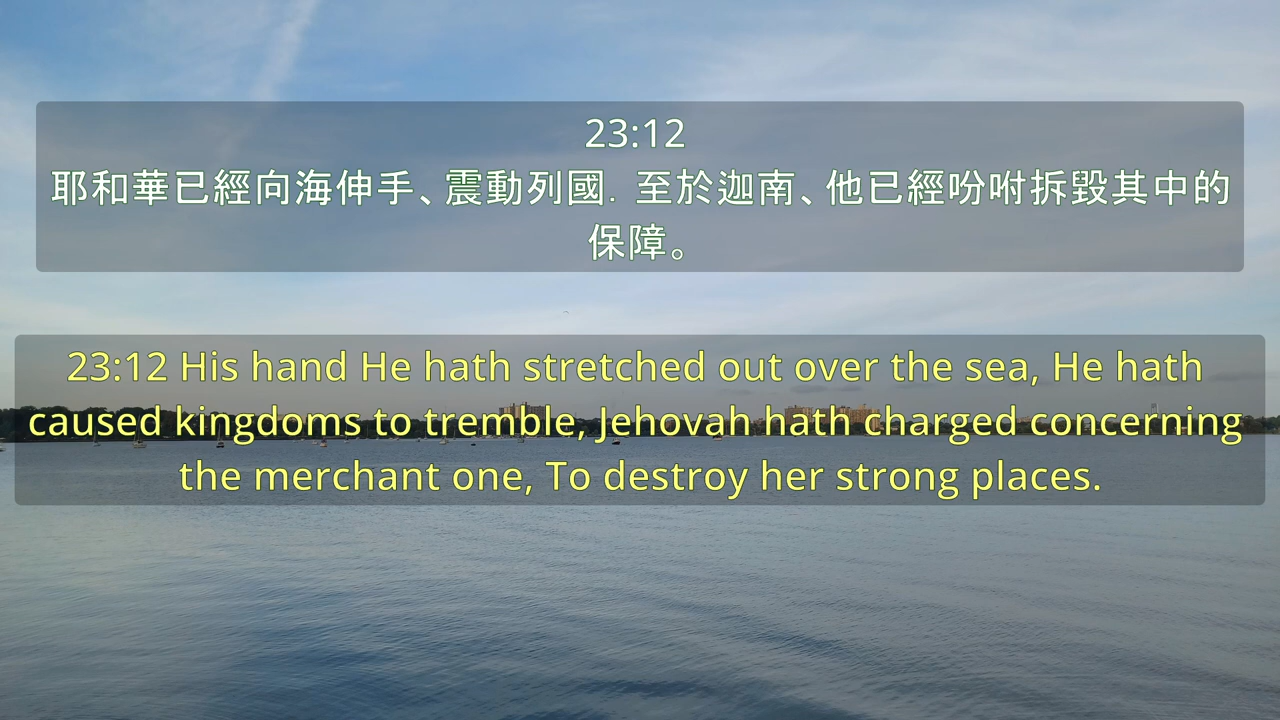 23:12
耶和華已經向海伸手、震動列國．至於迦南、他已經吩咐拆毀其中的
保障。
23:12 His hand He hath stretched out over the sea, He hath
caused kingdoms to tremble, Jehovah hath charged concerning
the merchant one, To destroy her strong places.